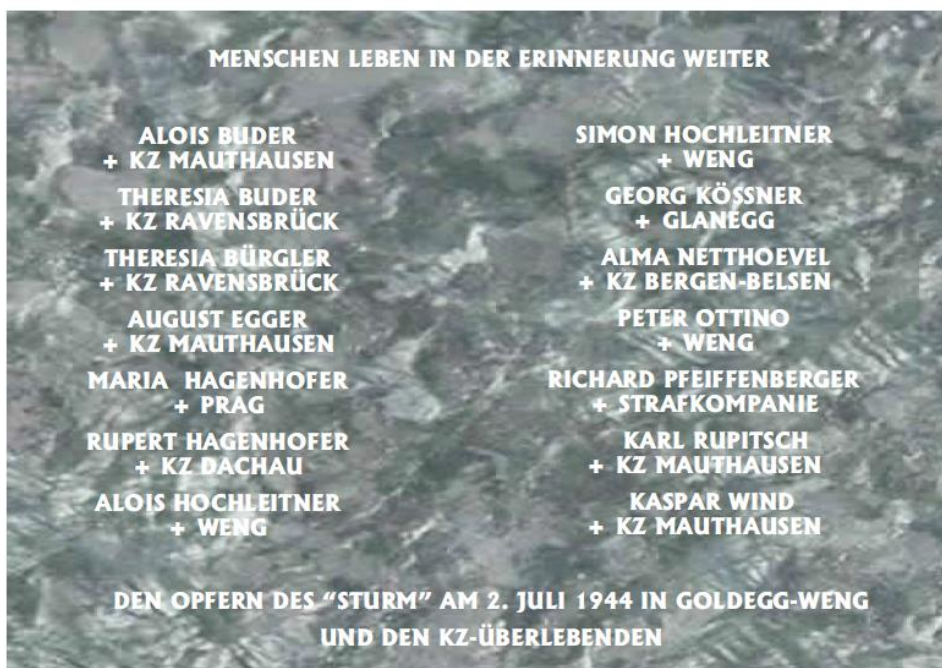 MENSCHEN LEBEN IN DER ERINNERUNG WEITER
ALOIS BUDER
+ KZ MAUTHAUSEN
THERESIA BUDER
+ KZ RAVENSBRÜCK
THERESIA BÜRGLER
+ KZ RAVENSBRÜCK
AUGUST EGGER
+ KZ MAUTHAUSEN
MARIA HAGENHOFER
+ PRAG
RUPERT HAGENHOFER
+ KZ DACHAU
ALOIS HOCHLEITNER
+ WENG
SIMON HOCHLEITNER
+ WENG
GEORG KÖSSNER
+ GLANEGG
ALMA NETTHOEVEL
+ KZ BERGEN-BELSEN
PETER OTTINO
+ WENG
RICHARD PFEIFFENBERGER
+ STRAFKOMPANIE
KARL RUPITSCH
+ KZ MAUTHAUSEN
KASPAR WIND
+ KZ MAUTHAUSEN
DEN OPFERN DES “STURM” AM 2. JULI 1944 IN GOLDEGG-WENG
UND DEN KZ-ÜBERLEBENDEN